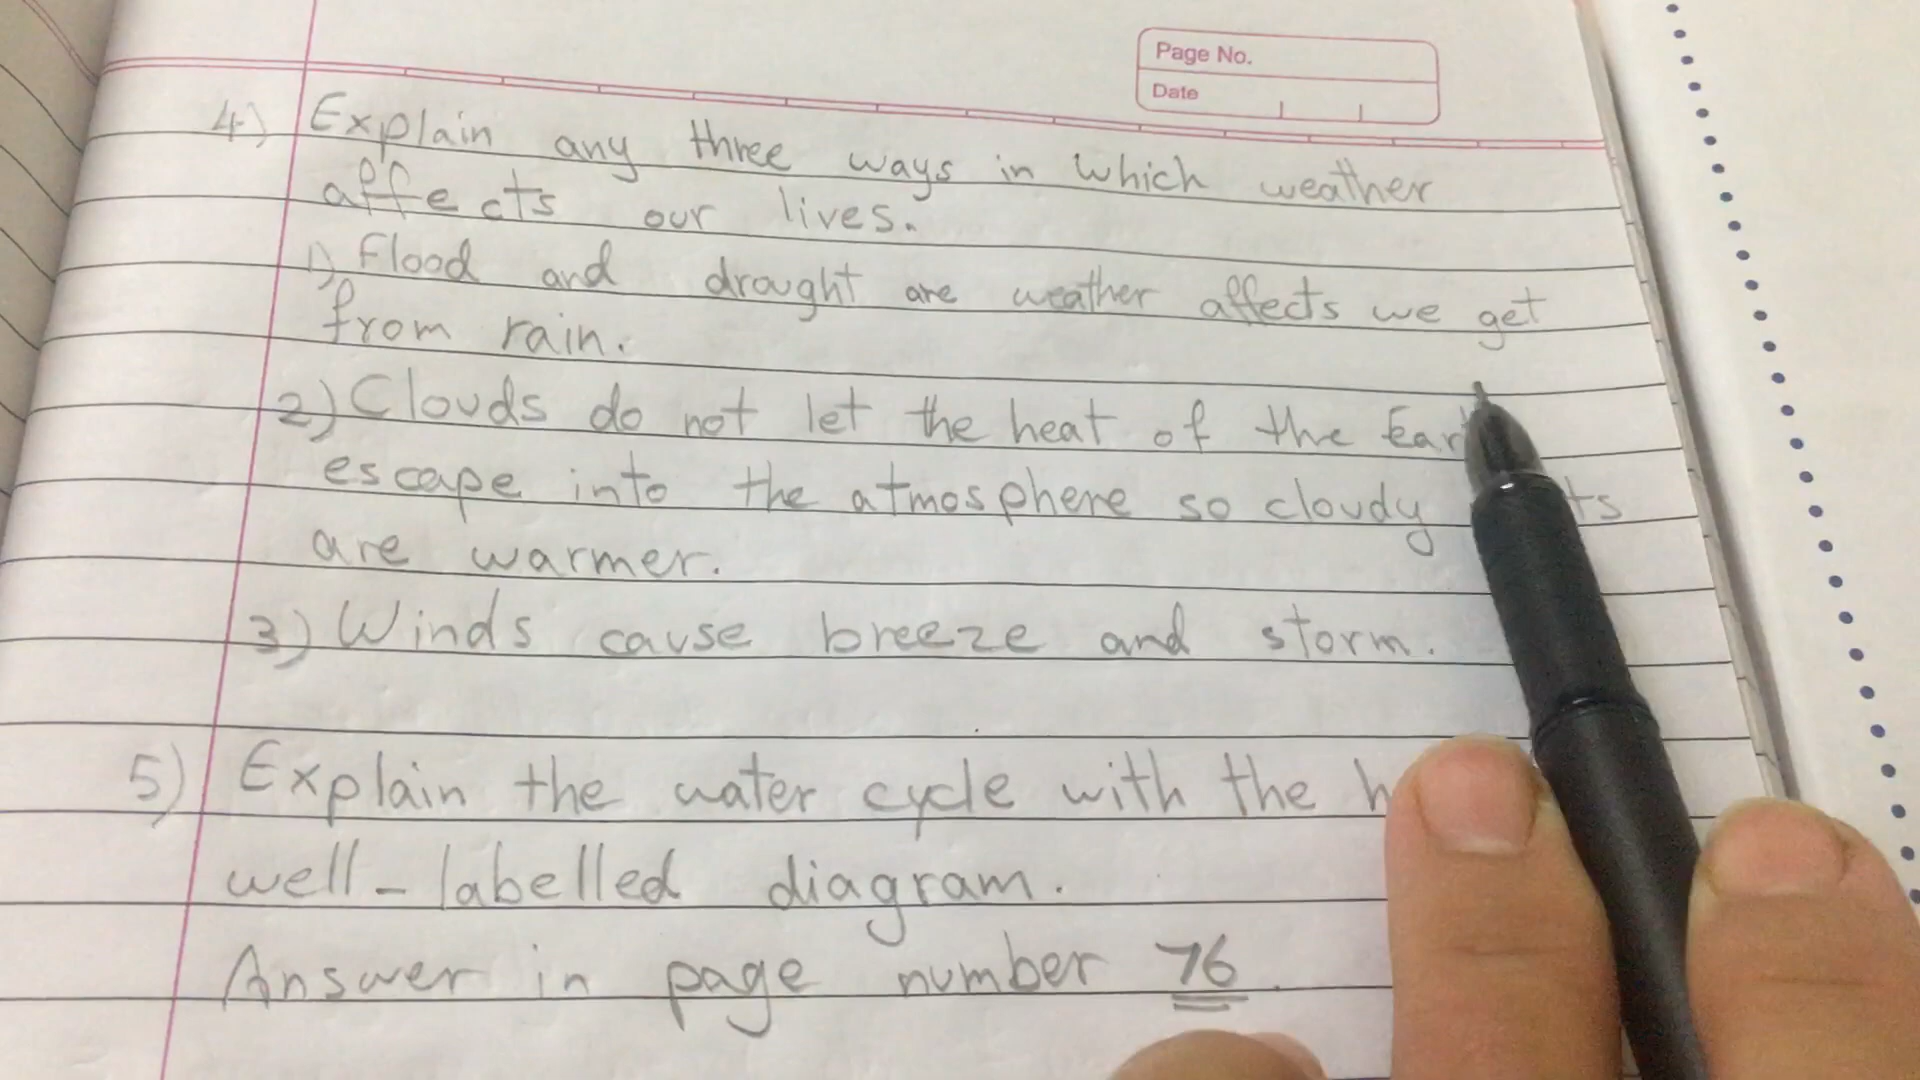 Page No.
Date
4) Explain any three ways in which weather
affects our lives.
1) Flood and drought are weather affects we get
from rain.
2) Clouds do not let the heat of the
escape into the atmosphere so cloudy
are warmer.
3) Winds cause breeze and storm.
5) Explain the water cycle with the
well-labelled diagram.
Answer in page number 76.